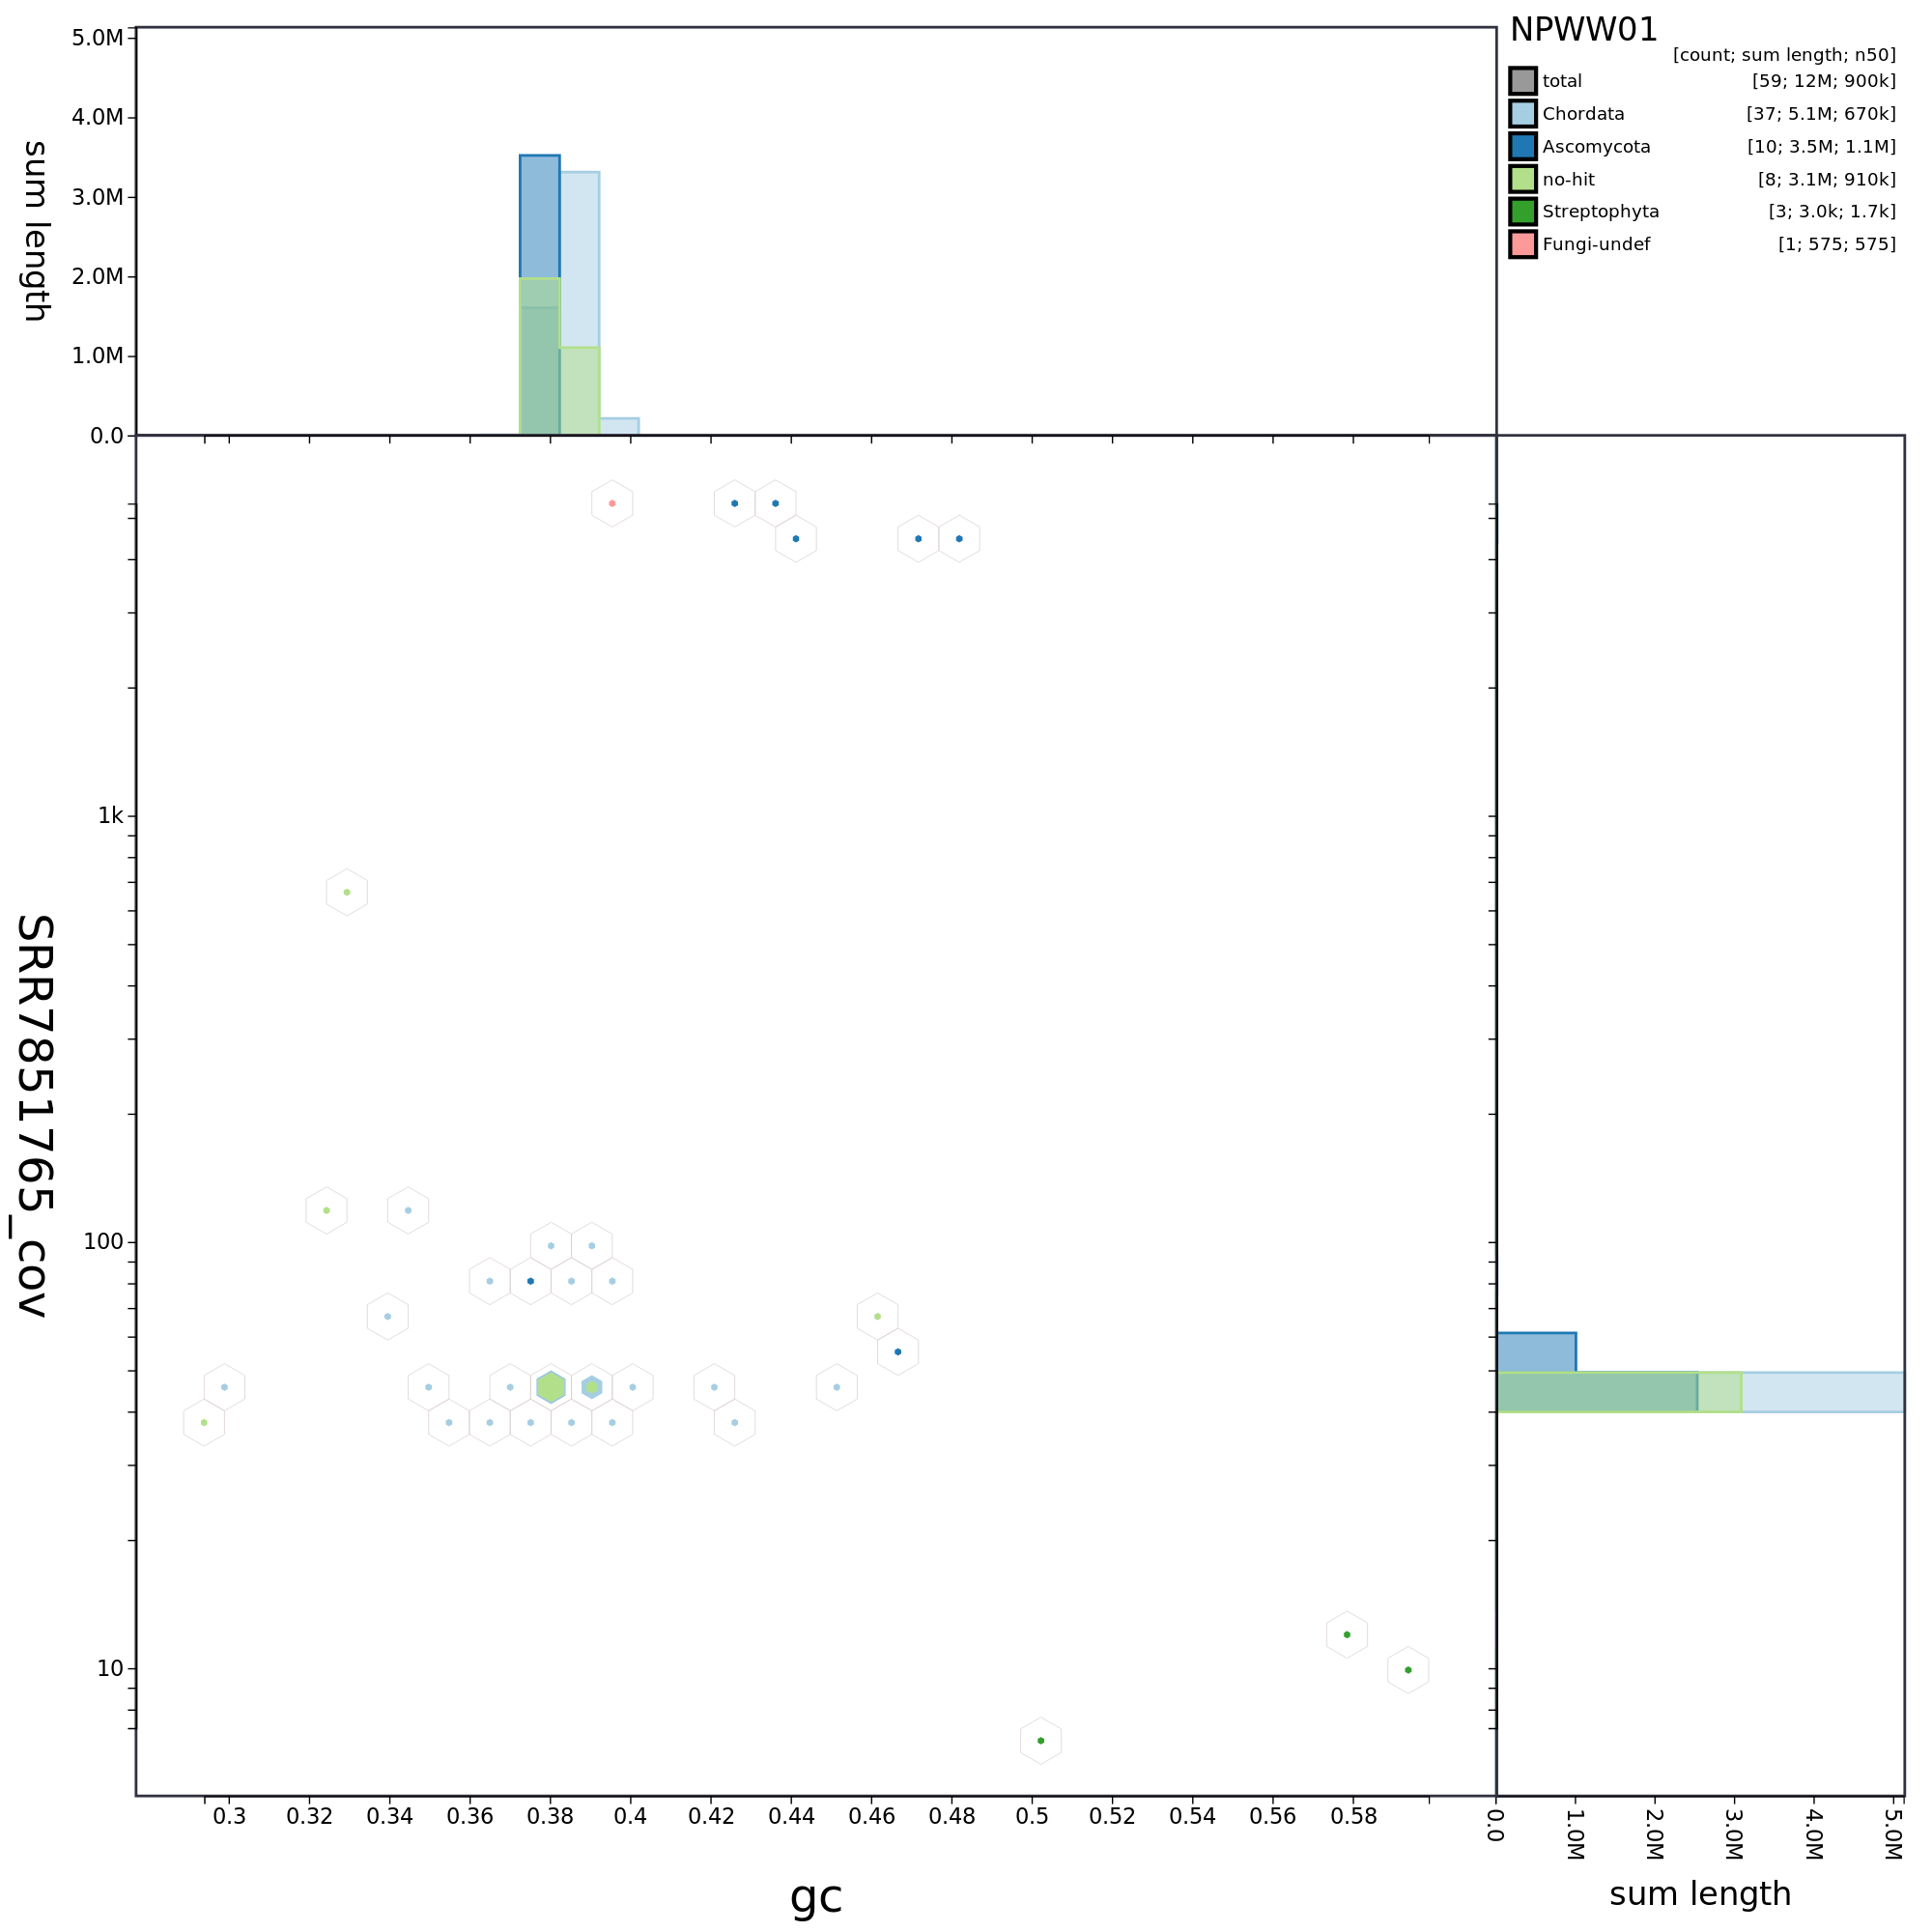 NPWW01
[count; sum length; n50]
total [59; 12M; 900k]
Chordata [37; 5.1M; 670k]
Ascomycota [10; 3.5M; 1.1M]
no-hit [8; 3.1M; 910k]
Streptophyta [3; 3.0k; 1.7k]
Fungi-undef [1; 575; 575]
sum length
5.0M
4.0M
3.0M
2.0M
1.0M
0.0
SRR7851765_cov
1k
100
10
0.3 0.32 0.34 0.36 0.38 0.4 0.42 0.44 0.46 0.48 0.5 0.52 0.54 0.56 0.58
gc
0.0 1.0M 2.0M 3.0M 4.0M 5.0M
sum length